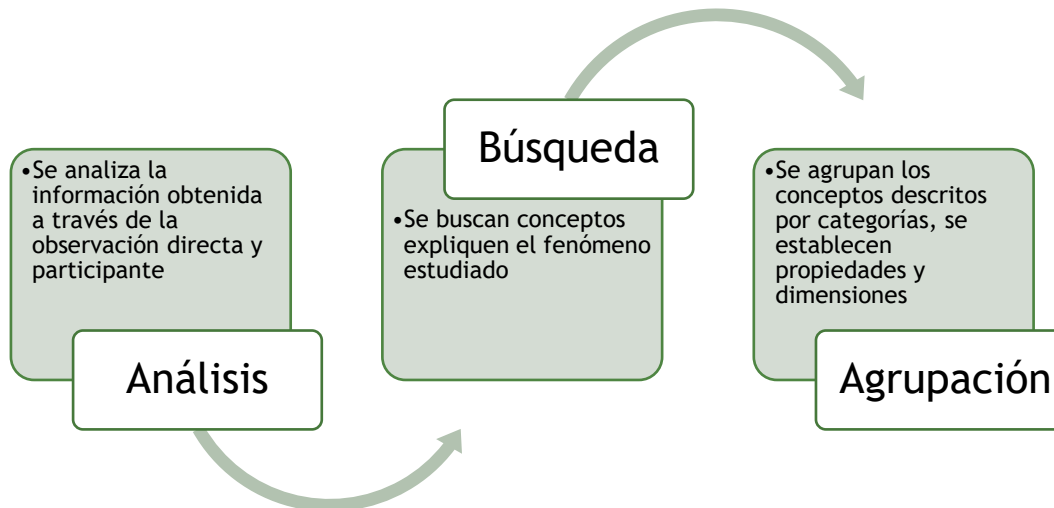 •Se analiza la
información obtenida
a través de la
observación directa y
participante
Análisis
Búsqueda
•Se buscan conceptos
expliquen el fenómeno
estudiado
•Se agrupan los
conceptos descritos
por categorías, se
establecen
propiedades y
dimensiones
Agrupación